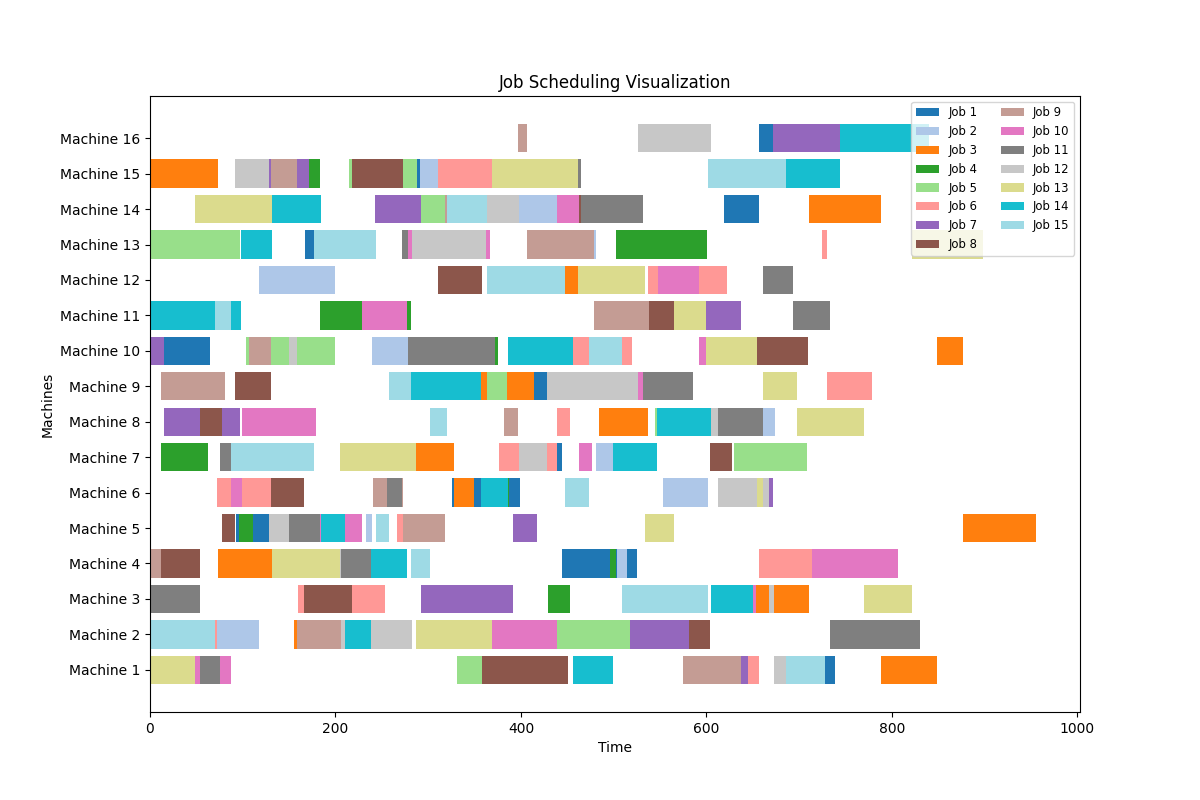 Job Scheduling Visualization
Machines
Machine 16
Machine 15
Machine 14
Machine 13
Machine 12
Machine 11
Machine 10
Machine 9
Machine 8
Machine 7
Machine 6
Machine 5
Machine 4
Machine 3
Machine 2
Machine 1
Job 1
Job 2
Job 3
Job 4
Job 5
Job 6
Job 7
Job 8
Job 9
Job 10
Job 11
Job 12
Job 13
Job 14
Job 15
0 200 400 600 800 1000
Time